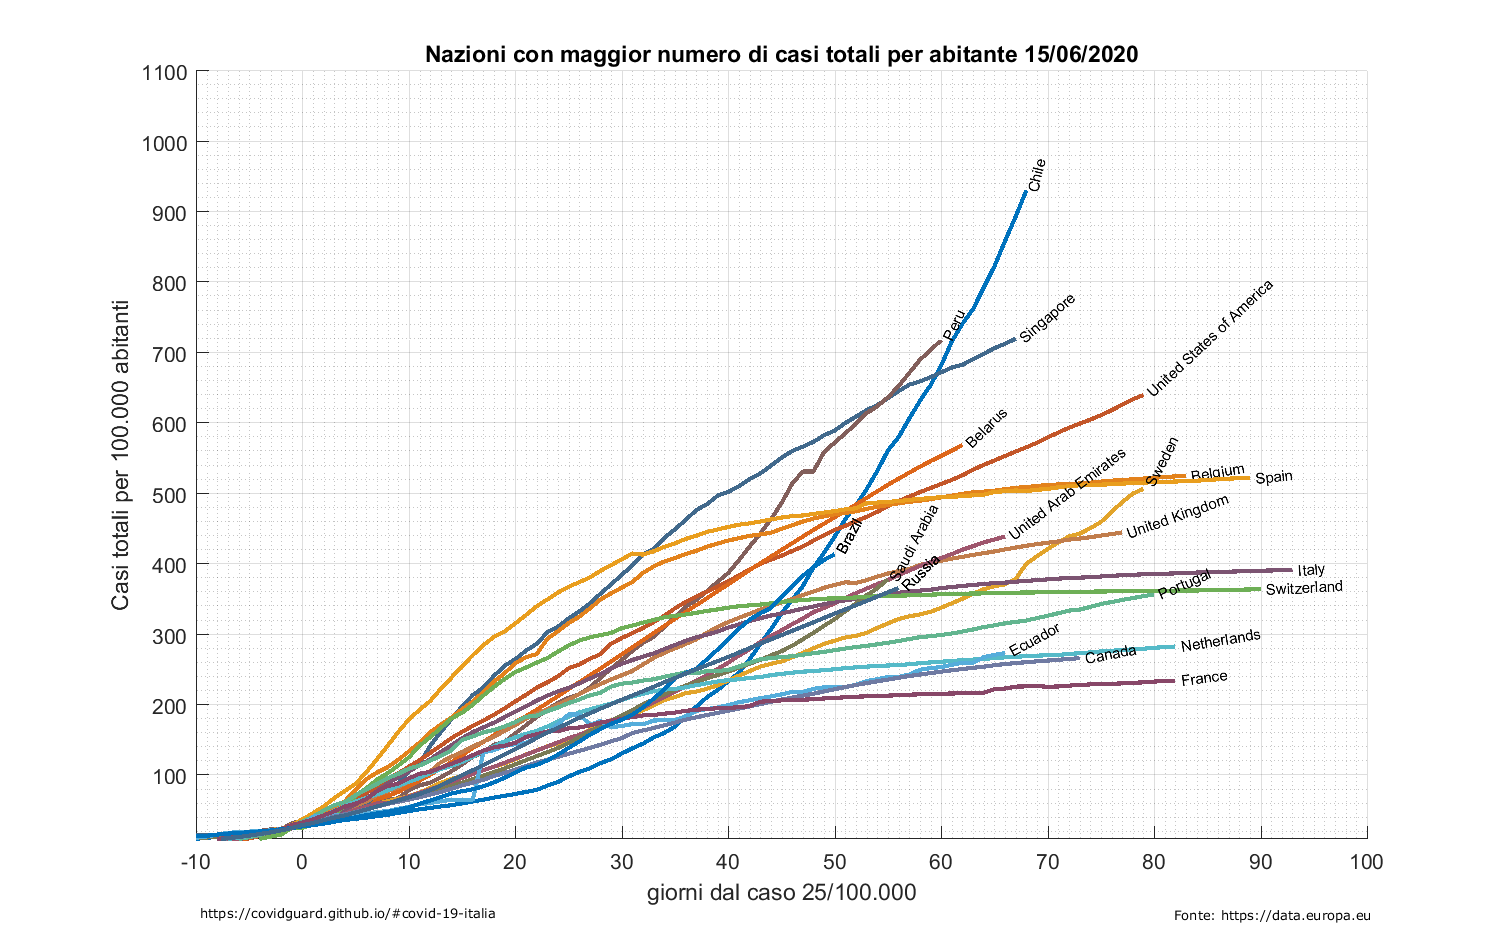 Nazioni con maggior numero di casi totali per abitante 15/06/2020
1100
1000
900
800
700
600
500
400
300
200
100
Casi totali per 100.000 abitanti
Chile
Peru
Singapore
United States of America
Belarus
United Arab Emirates
Sweden
Belgium
Spain
Brazil
Saudi Arabia
Russia
United Kingdom
Italy
Switzerland
Portugal
Ecuador
Canada
Netherlands
France
-10 0 10 20 30 40 50 60 70 80 90 100
giorni dal caso 25/100.000
https://covidguard.github.io/#covid-19-italia
Fonte: https://data.europa.eu